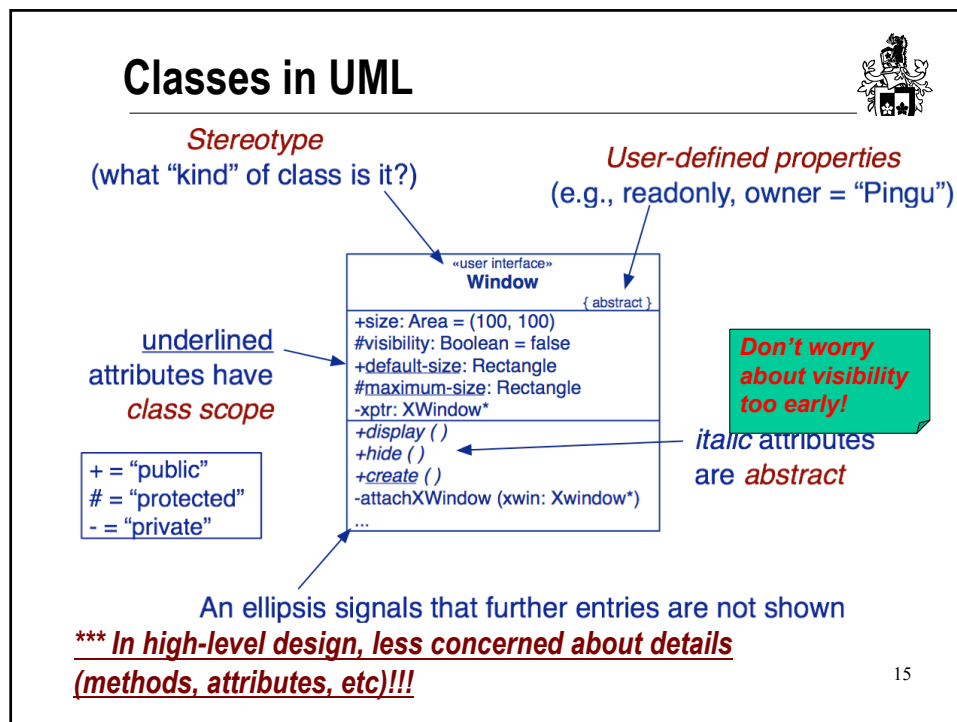 Classes in UML
Stereotype
(what “kind” of class is it?)
User-defined properties
(e.g., readonly, owner = “Pingu”)
«user interface»
Window
{ abstract }
+size: Area = (100, 100)
#visibility: Boolean = false
+default-size: Rectangle
#maximum-size: Rectangle
-xptr: XWindow*
+display ( )
+hide ( )
+create ( )
-attachXWindow (xwin: Xwindow*)
...
underlined
attributes have
class scope
Don’t worry
about visibility
too early!
italic attributes
are abstract
+ = “public”
# = “protected”
- = “private”
An ellipsis signals that further entries are not shown
*** In high-level design, less concerned about details
(methods, attributes, etc)!!!
15